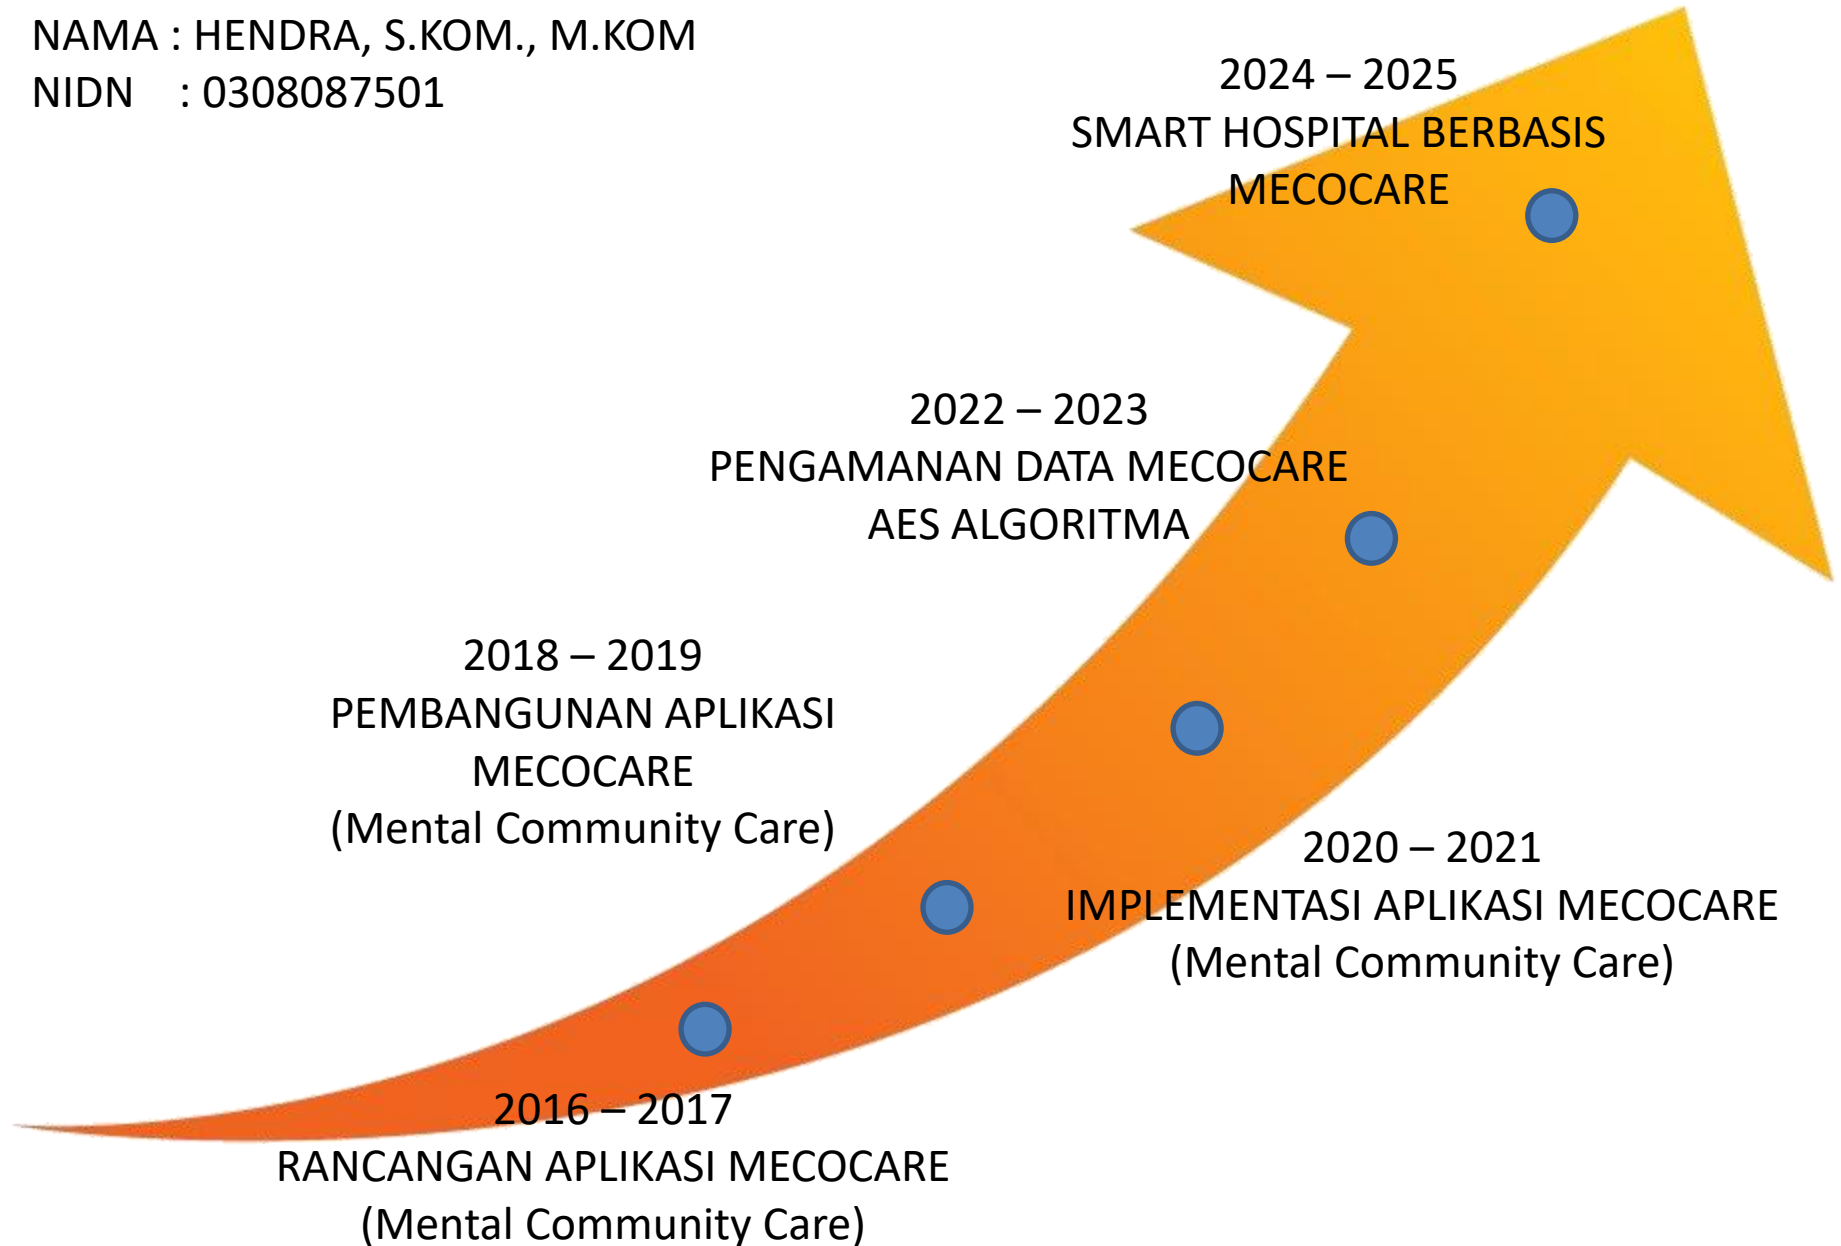 NAMA : HENDRA, S.KOM., M.KOM
NIDN : 0308087501
2024 – 2025
SMART HOSPITAL BERBASIS
MECOCARE
2022 – 2023
PENGAMANAN DATA MECOCARE
AES ALGORITMA
2018 – 2019
PEMBANGUNAN APLIKASI
MECOCARE
(Mental Community Care)
2020 – 2021
IMPLEMENTASI APLIKASI MECOCARE
(Mental Community Care)
2016 – 2017
RANCANGAN APLIKASI MECOCARE
(Mental Community Care)